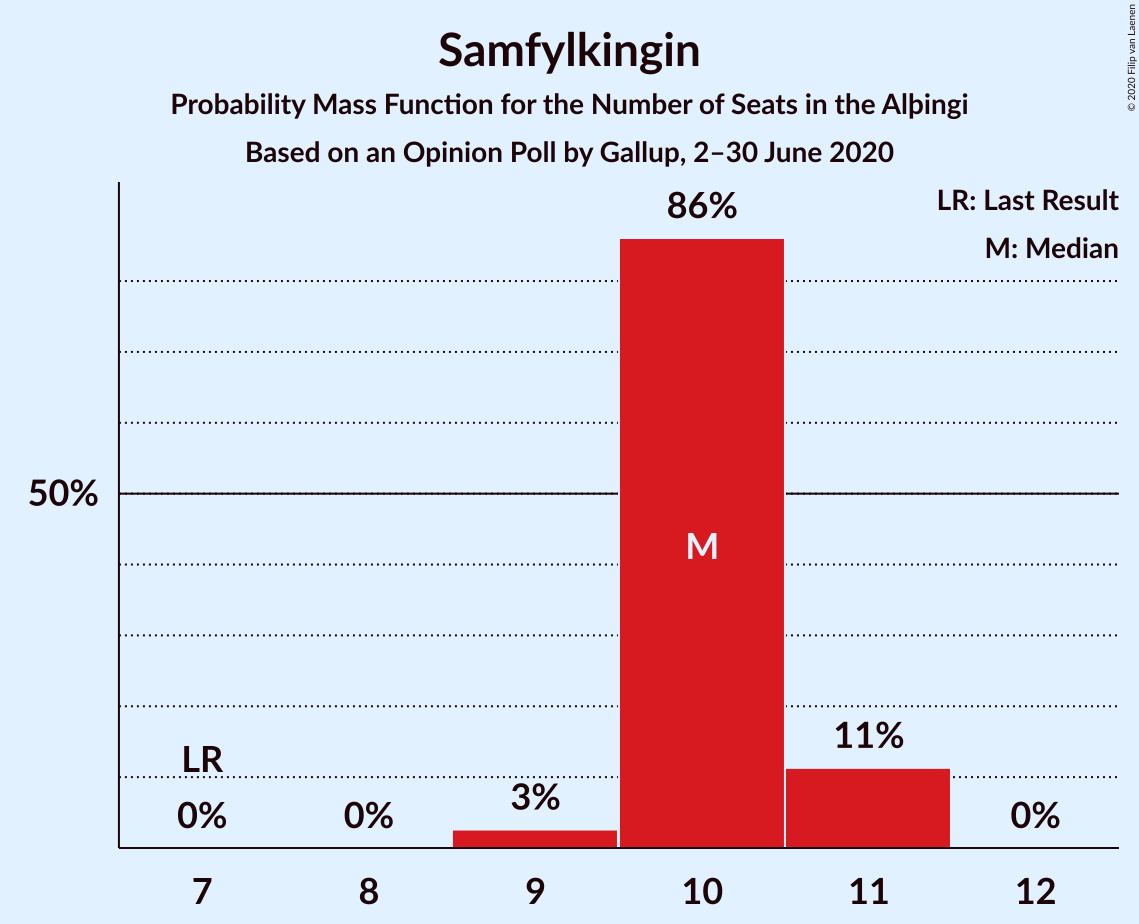 Samfylkingin
Probability Mass Function for the Number of Seats in the Alþingi
Based on an Opinion Poll by Gallup, 2–30 June 2020
© 2020 Filip van Laenen
LR: Last Result
M: Median
86%
50%
M
LR
11%
3%
0%
0%
0%
7
8
9
10
11
12